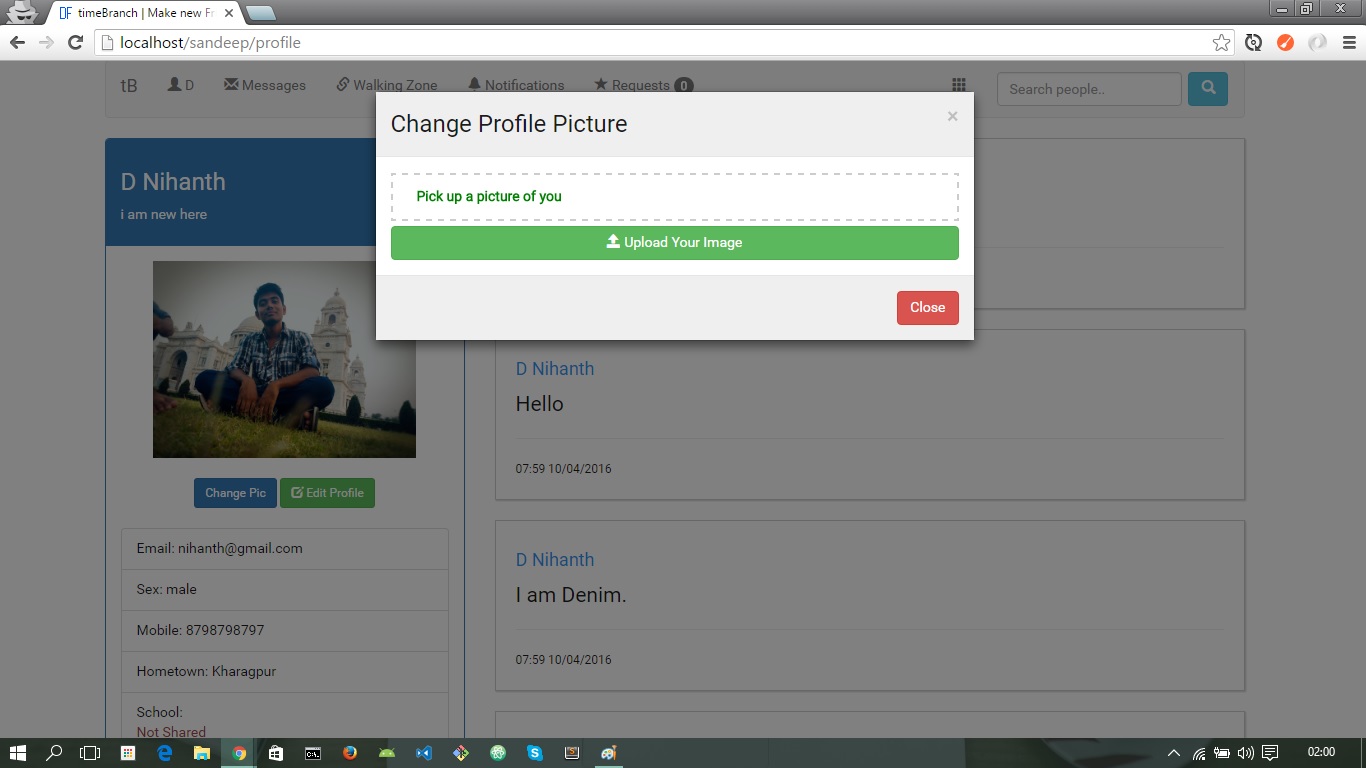 timeBranch | Make new Fr
localhost/sandeep/profile
tB
D
Messages
Walking Zone
Notifications
Requests 0
Search people..
Change Profile Picture
×
Pick up a picture of you
Upload Your Image
Close
D Nihanth
i am new here
Change Pic
Edit Profile
Email: nihanth@gmail.com
Sex: male
Mobile: 8798798797
Hometown: Kharagpur
School:
Not Shared
D Nihanth
Hello
07:59 10/04/2016
D Nihanth
I am Denim.
07:59 10/04/2016
02:00